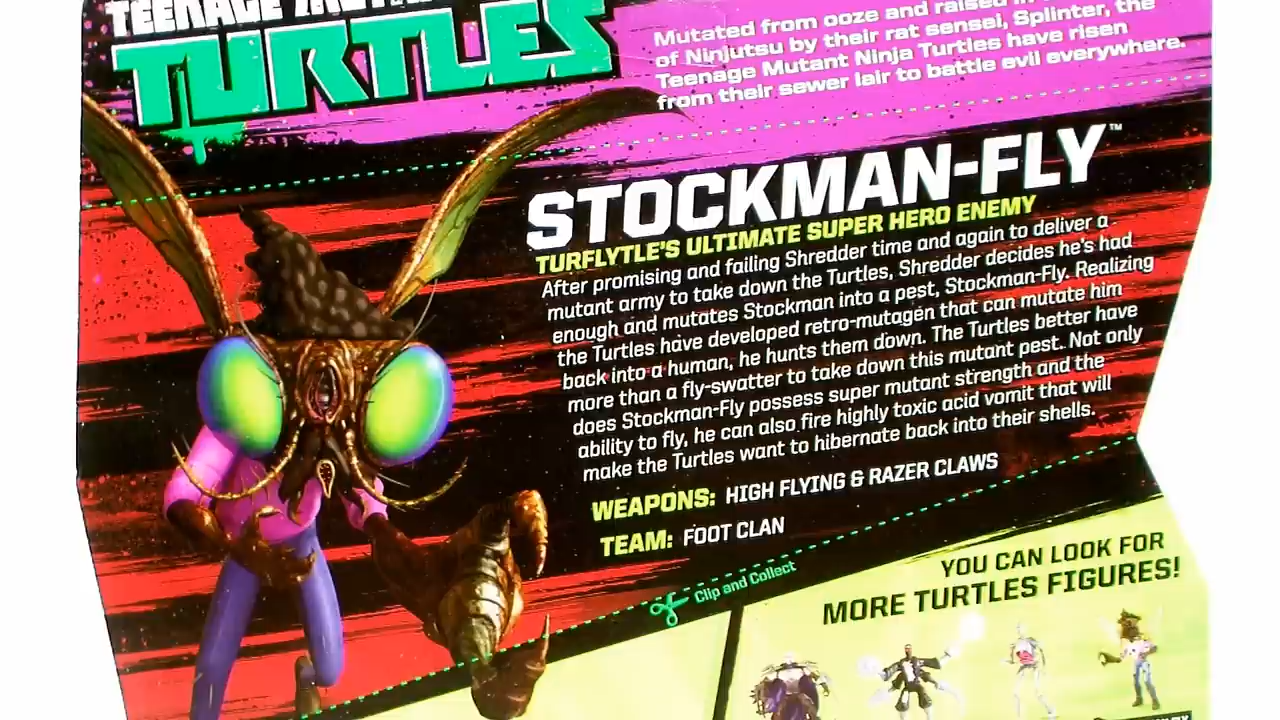 TEENAGE
TURTLES
Mutated from ooze and raised in
of Ninjutsu by their rat sensei, Splinter, the
Teenage Mutant Ninja Turtles have risen
from their sewer lair to battle evil everywhere.
STOCKMAN-FLY™
TURFLYTLE'S ULTIMATE SUPER HERO ENEMY
After promising and failing Shredder time and again to deliver a
mutant army to take down the Turtles, Shredder decides he's had
enough and mutates Stockman into a pest, Stockman-Fly. Realizing
the Turtles have developed retro-mutagen that can mutate him
back into a human, he hunts them down. The Turtles better have
more than a fly-swatter to take down this mutant pest. Not only
does Stockman-Fly possess super mutant strength and the
ability to fly, he can also fire highly toxic acid vomit that will
make the Turtles want to hibernate back into their shells.
WEAPONS: HIGH FLYING & RAZER CLAWS
TEAM: FOOT CLAN
Clip and Collect
YOU CAN LOOK FOR
MORE TURTLES FIGURES!